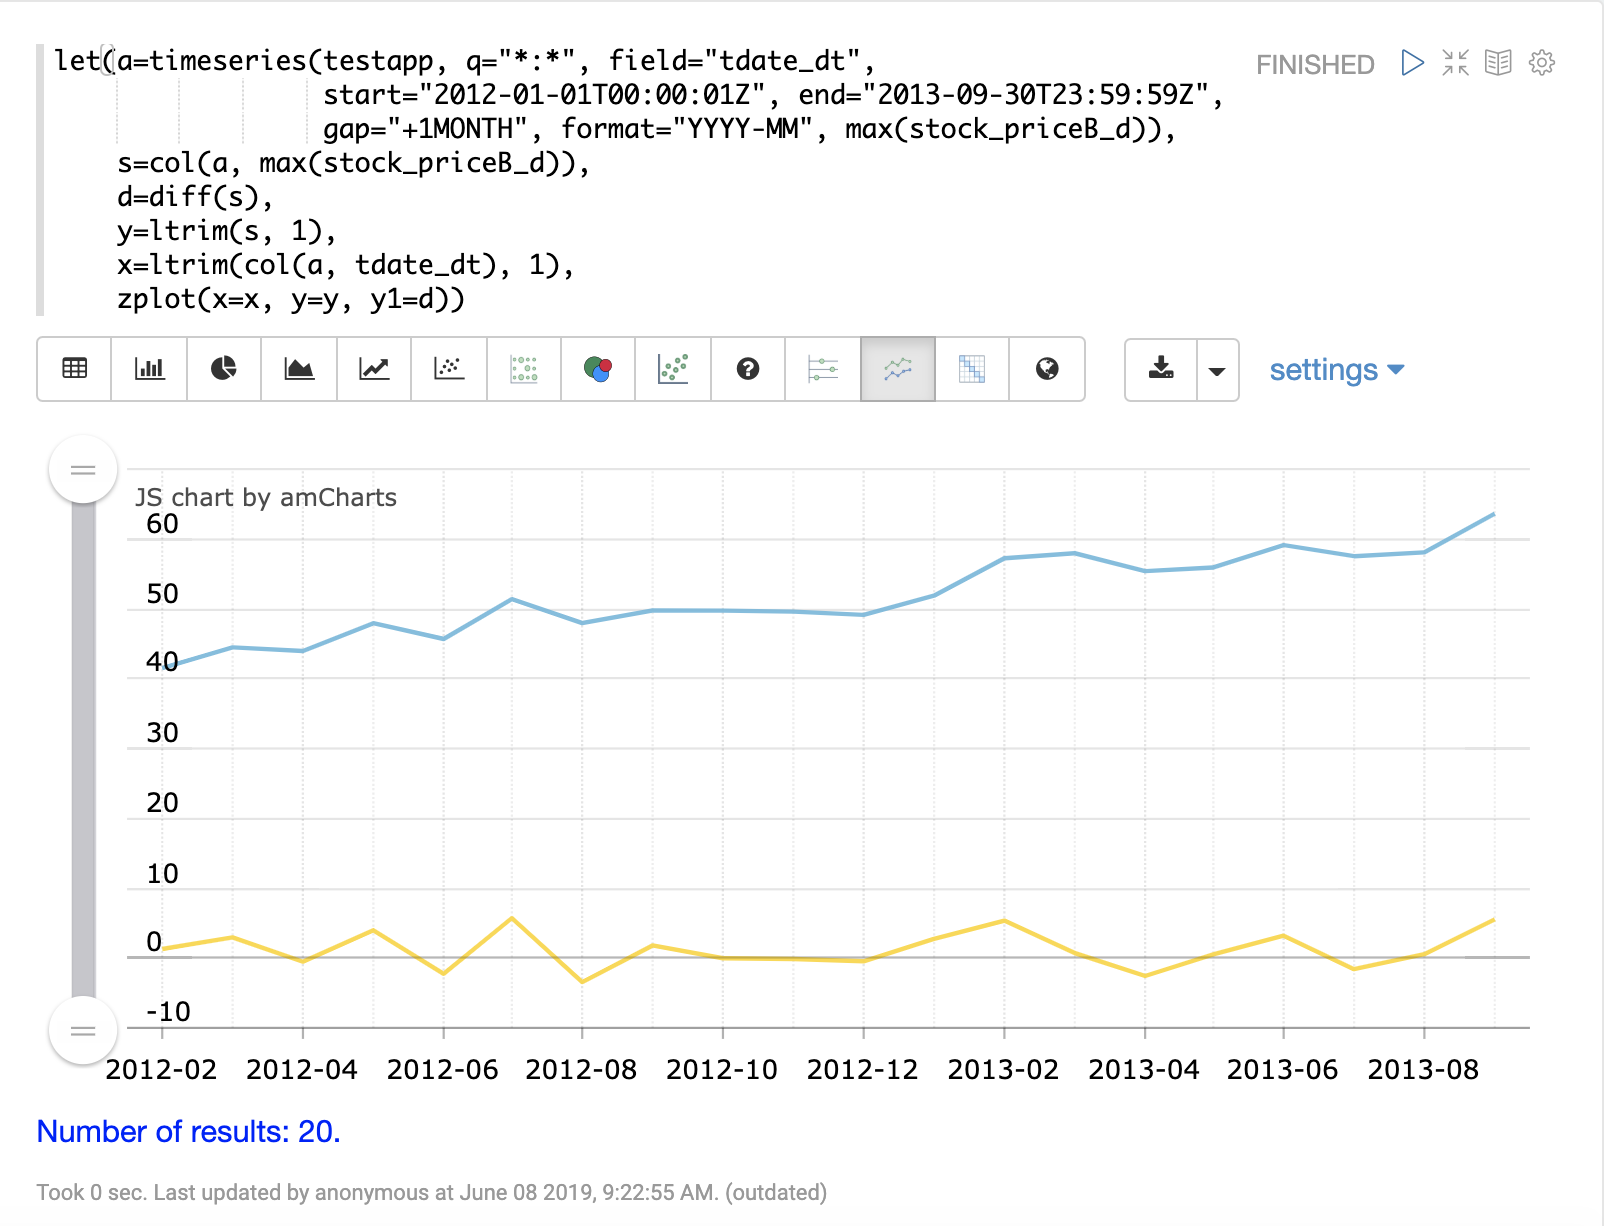 let(a=timeseries(testapp, q="*:*", field="tdate_dt",
start="2012-01-01T00:00:01Z", end="2013-09-30T23:59:59Z",
gap="+1MONTH", format="YYYY-MM", max(stock_priceB_d)),
s=col(a, max(stock_priceB_d)),
d=diff(s),
y=ltrim(s, 1),
x=ltrim(col(a, tdate_dt), 1),
zplot(x=x, y=y, y1=d))
FINISHED
settings
JS chart by amCharts
60
50
40
30
20
10
0
-10
2012-02 2012-04 2012-06 2012-08 2012-10 2012-12 2013-02 2013-04 2013-06 2013-08
Number of results: 20.
Took 0 sec. Last updated by anonymous at June 08 2019, 9:22:55 AM. (outdated)